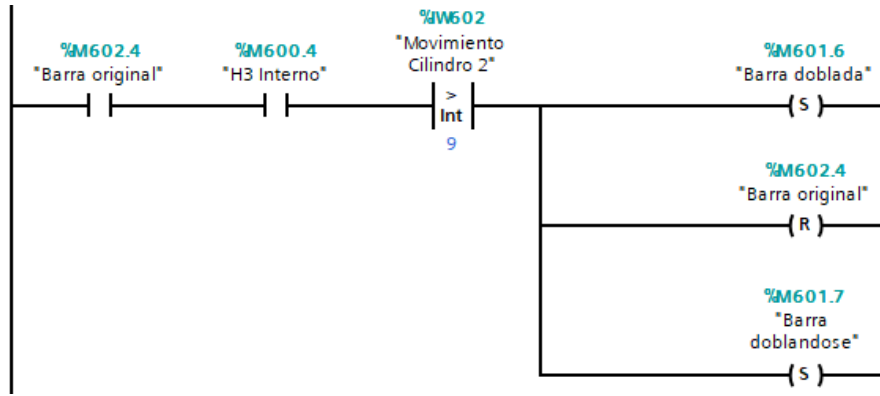 %IW602
%M602.4
%M600.4
"Movimiento
Cilindro 2"
%M601.6
"Barra original"
"H3 Interno"
"Barra doblada"
>
Int
S
9
%M602.4
"Barra original"
R
%M601.7
"Barra
doblandose"
S